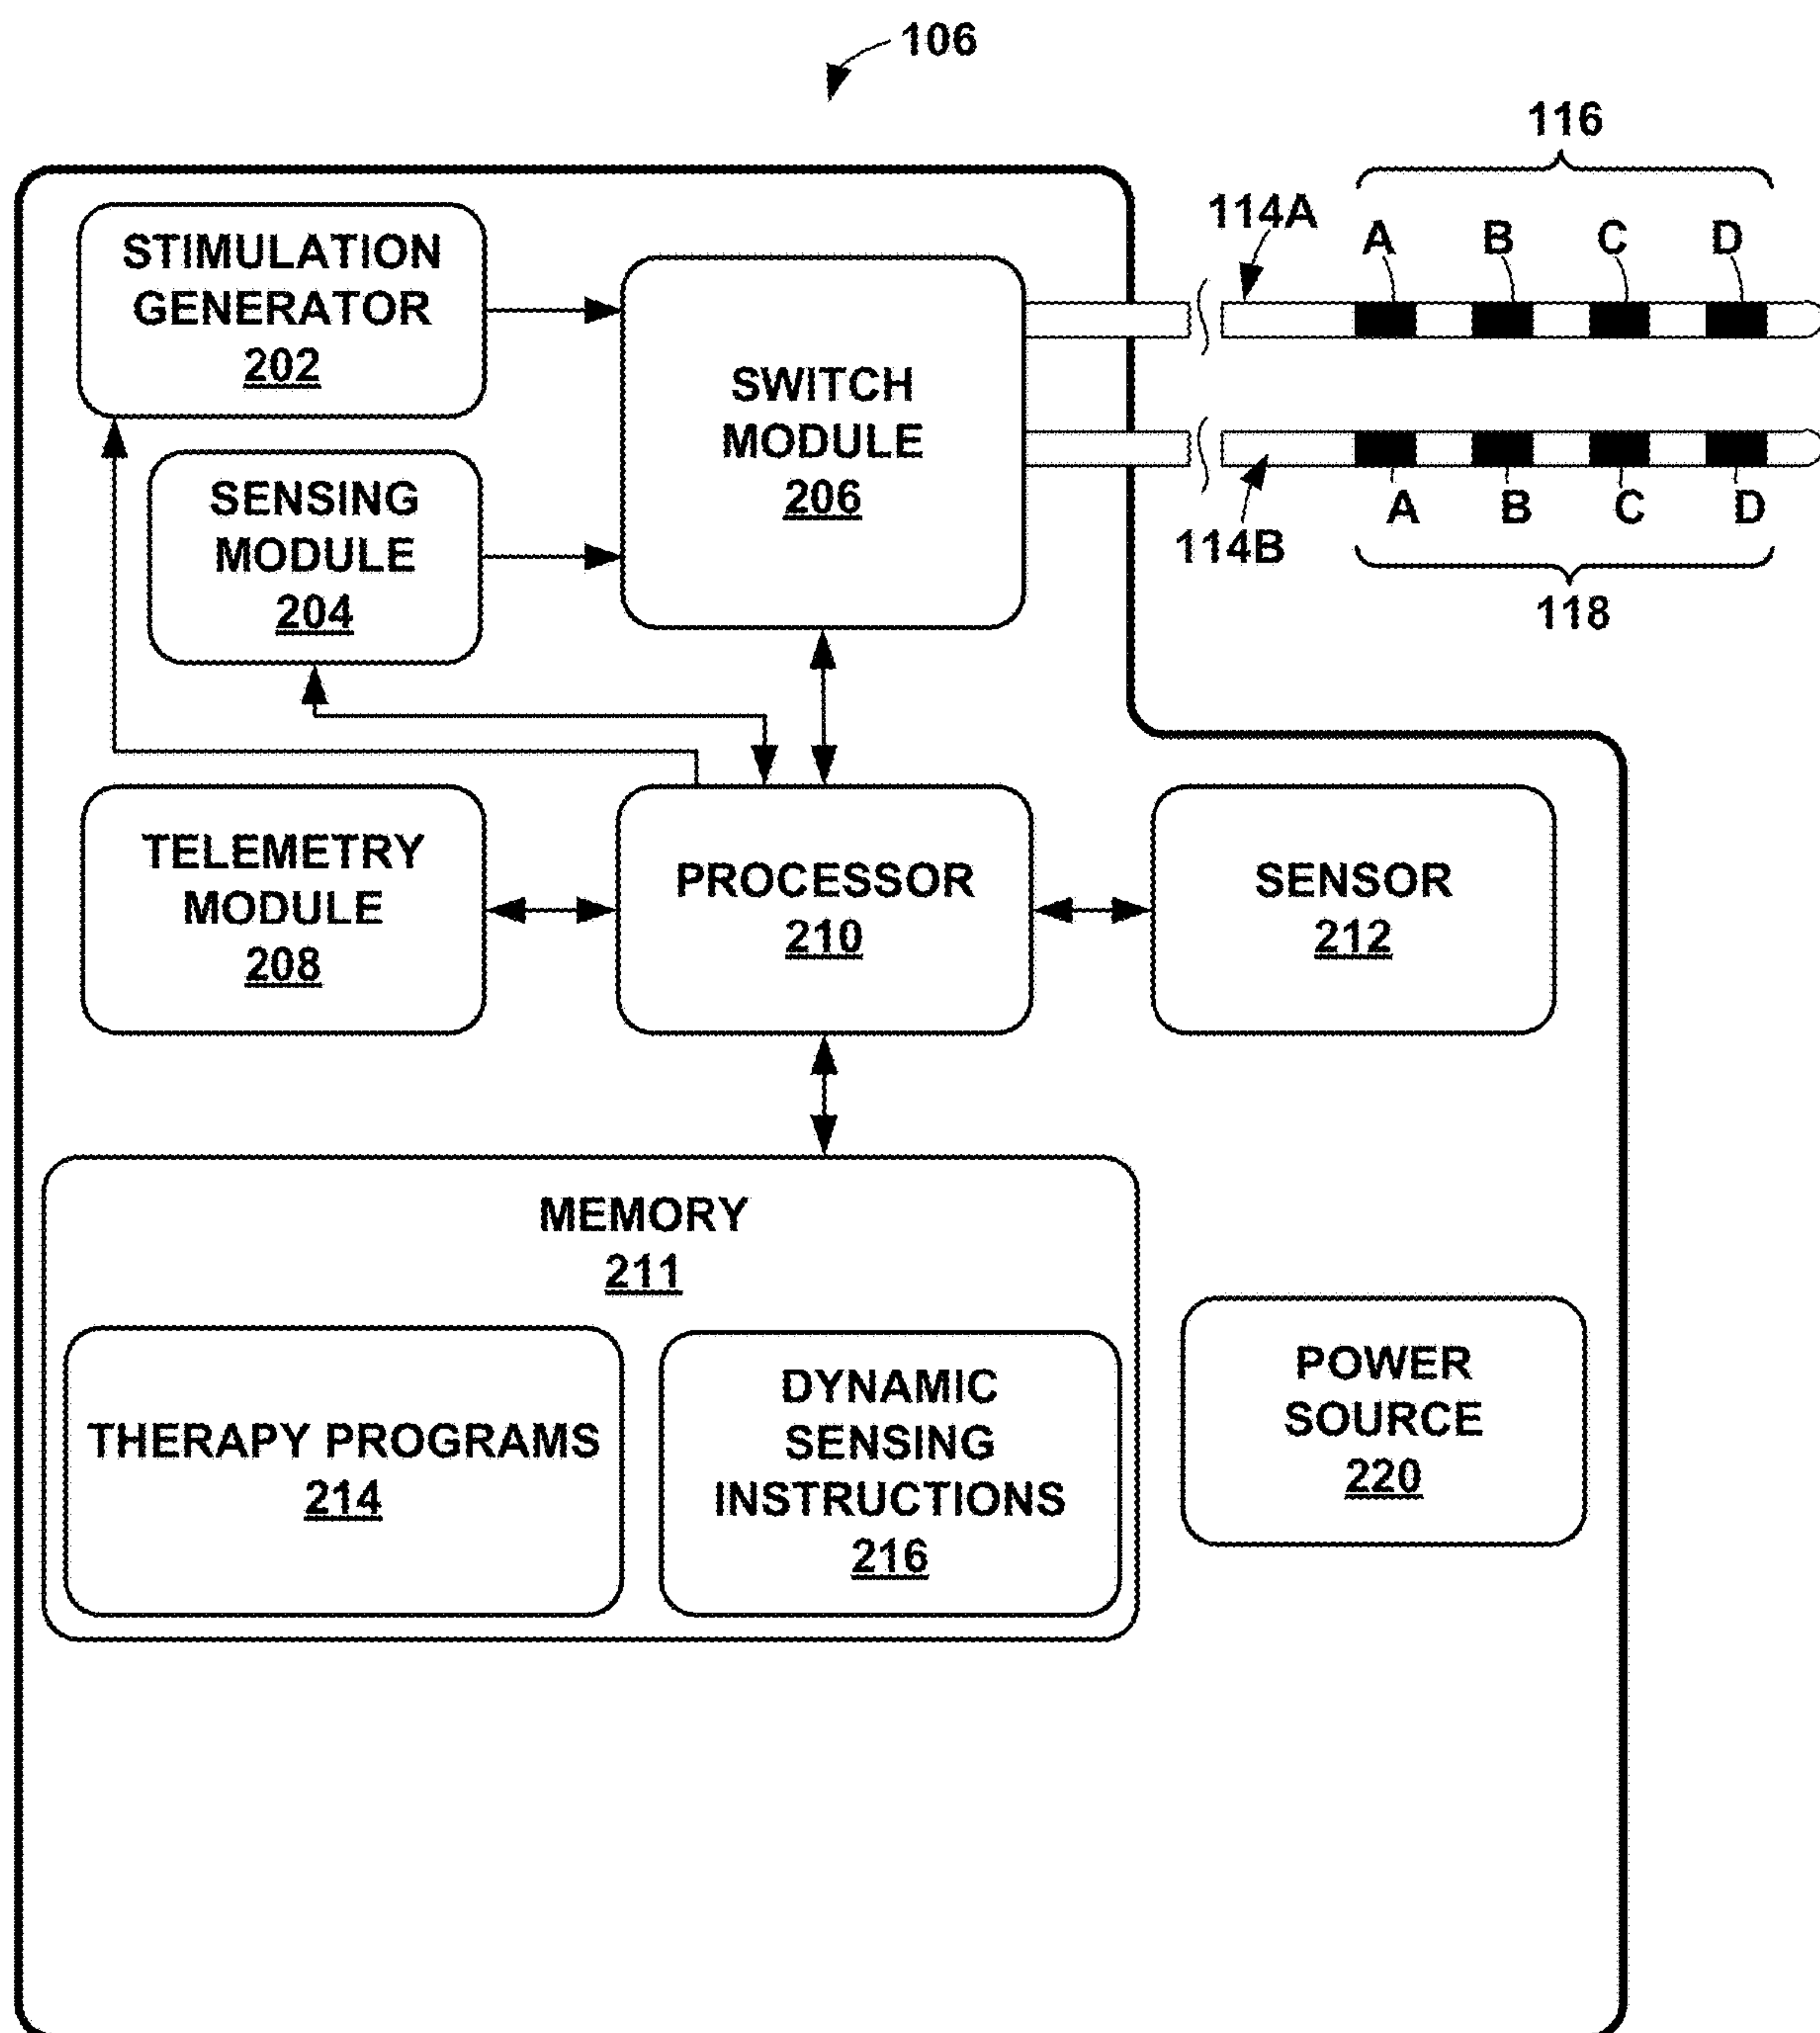 106
116
114A
A B C D
STIMULATION
GENERATOR
202
SWITCH
MODULE
206
SENSING
MODULE
204
A B C D
114B
118
TELEMETRY
MODULE
208
PROCESSOR
210
SENSOR
212
MEMORY
211
THERAPY PROGRAMS
214
DYNAMIC
SENSING
INSTRUCTIONS
216
POWER
SOURCE
220